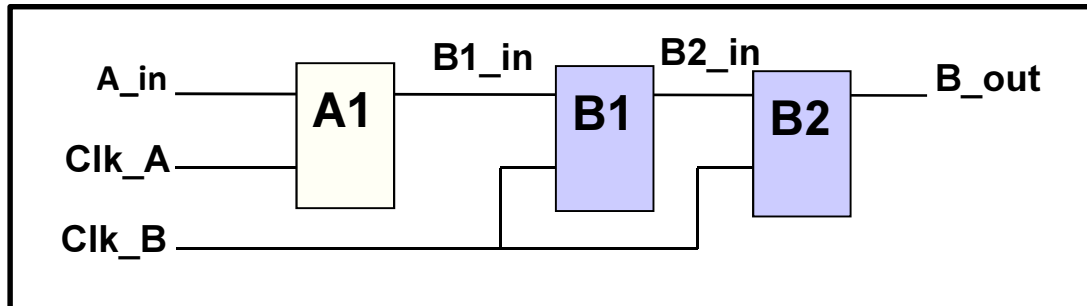 B1_in
B2_in
A_in
B_out
A1
B1
B2
Clk_A
Clk_B